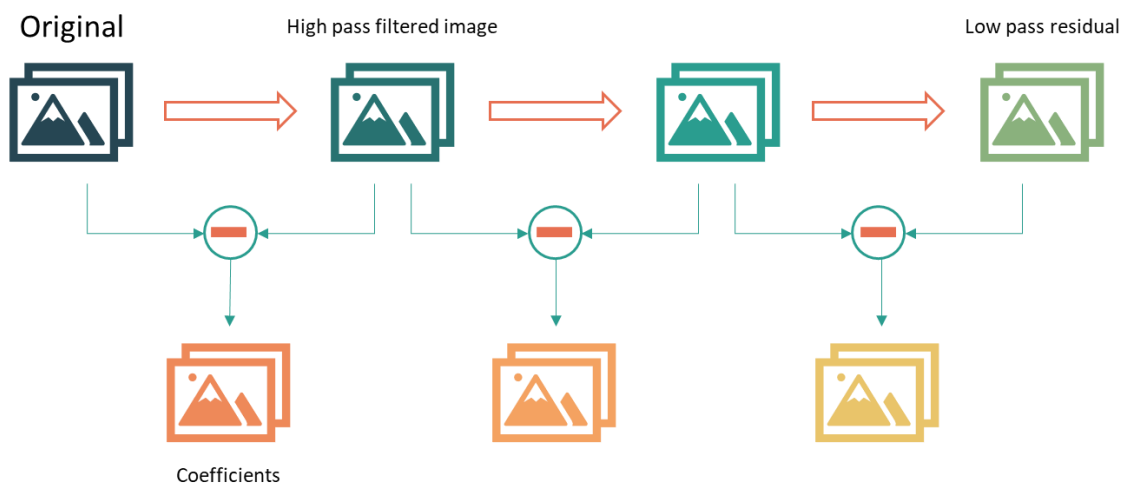 Original
High pass filtered image
Low pass residual
Coefficients